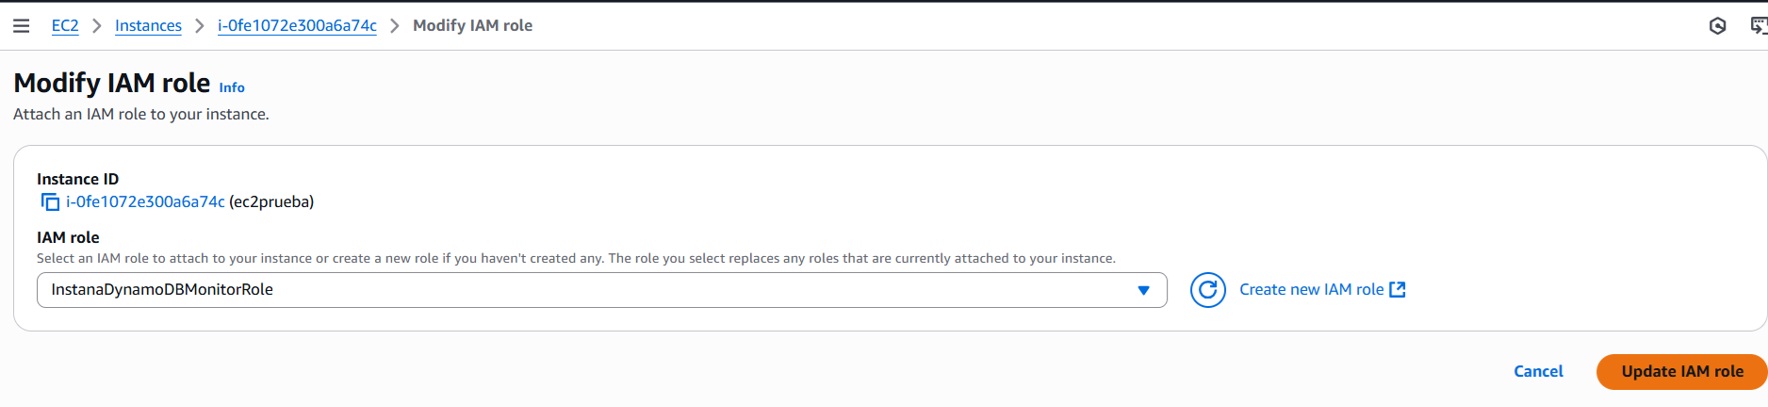 EC2 > Instances > i-0fe1072e300a6a74c > Modify IAM role
Modify IAM role Info
Attach an IAM role to your instance.
Instance ID
i-0fe1072e300a6a74c (ec2prueba)
IAM role
Select an IAM role to attach to your instance or create a new role if you haven't created any. The role you select replaces any roles that are currently attached to your instance.
InstanaDynamoDBMonitorRole
Create new IAM role
Cancel
Update IAM role